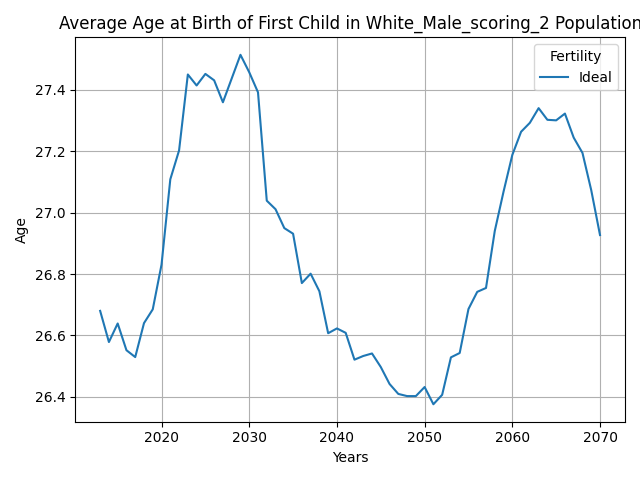 Average Age at Birth of First Child in White_Male_scoring_2 Population
Fertility
Ideal
27.4
27.2
27.0
26.8
26.6
26.4
Age
2020 2030 2040 2050 2060 2070
Years